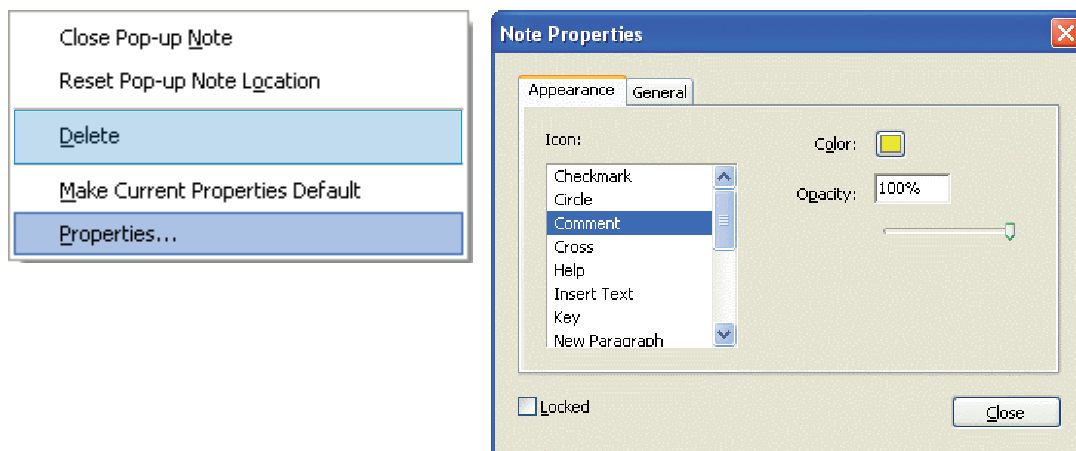 Close Pop-up Note
Reset Pop-up Note Location
Delete
Make Current Properties Default
Properties...
Note Properties
Appearance
General
Icon:
Checkmark
Circle
Comment
Cross
Help
Insert Text
Key
New Paragraph
Color:
Opacity:
100%
Locked
Close